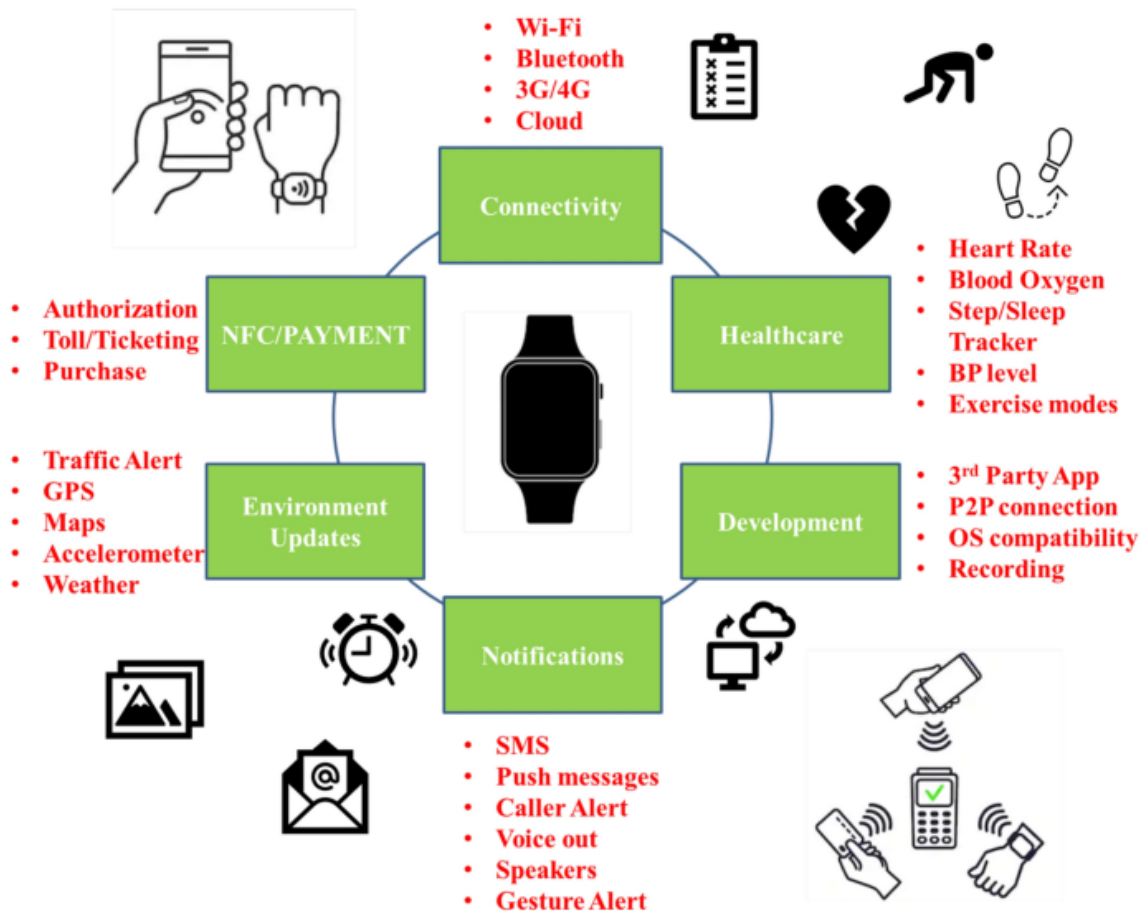 • Wi-Fi
• Bluetooth
• 3G/4G
• Cloud
Connectivity
NFC/PAYMENT
• Authorization
• Toll/Ticketing
• Purchase
Healthcare
• Heart Rate
• Blood Oxygen
• Step/Sleep
Tracker
• BP level
• Exercise modes
Environment
Updates
• Traffic Alert
• GPS
• Maps
• Accelerometer
• Weather
Development
• 3rd Party App
• P2P connection
• OS compatibility
• Recording
Notifications
• SMS
• Push messages
• Caller Alert
• Voice out
• Speakers
• Gesture Alert
@